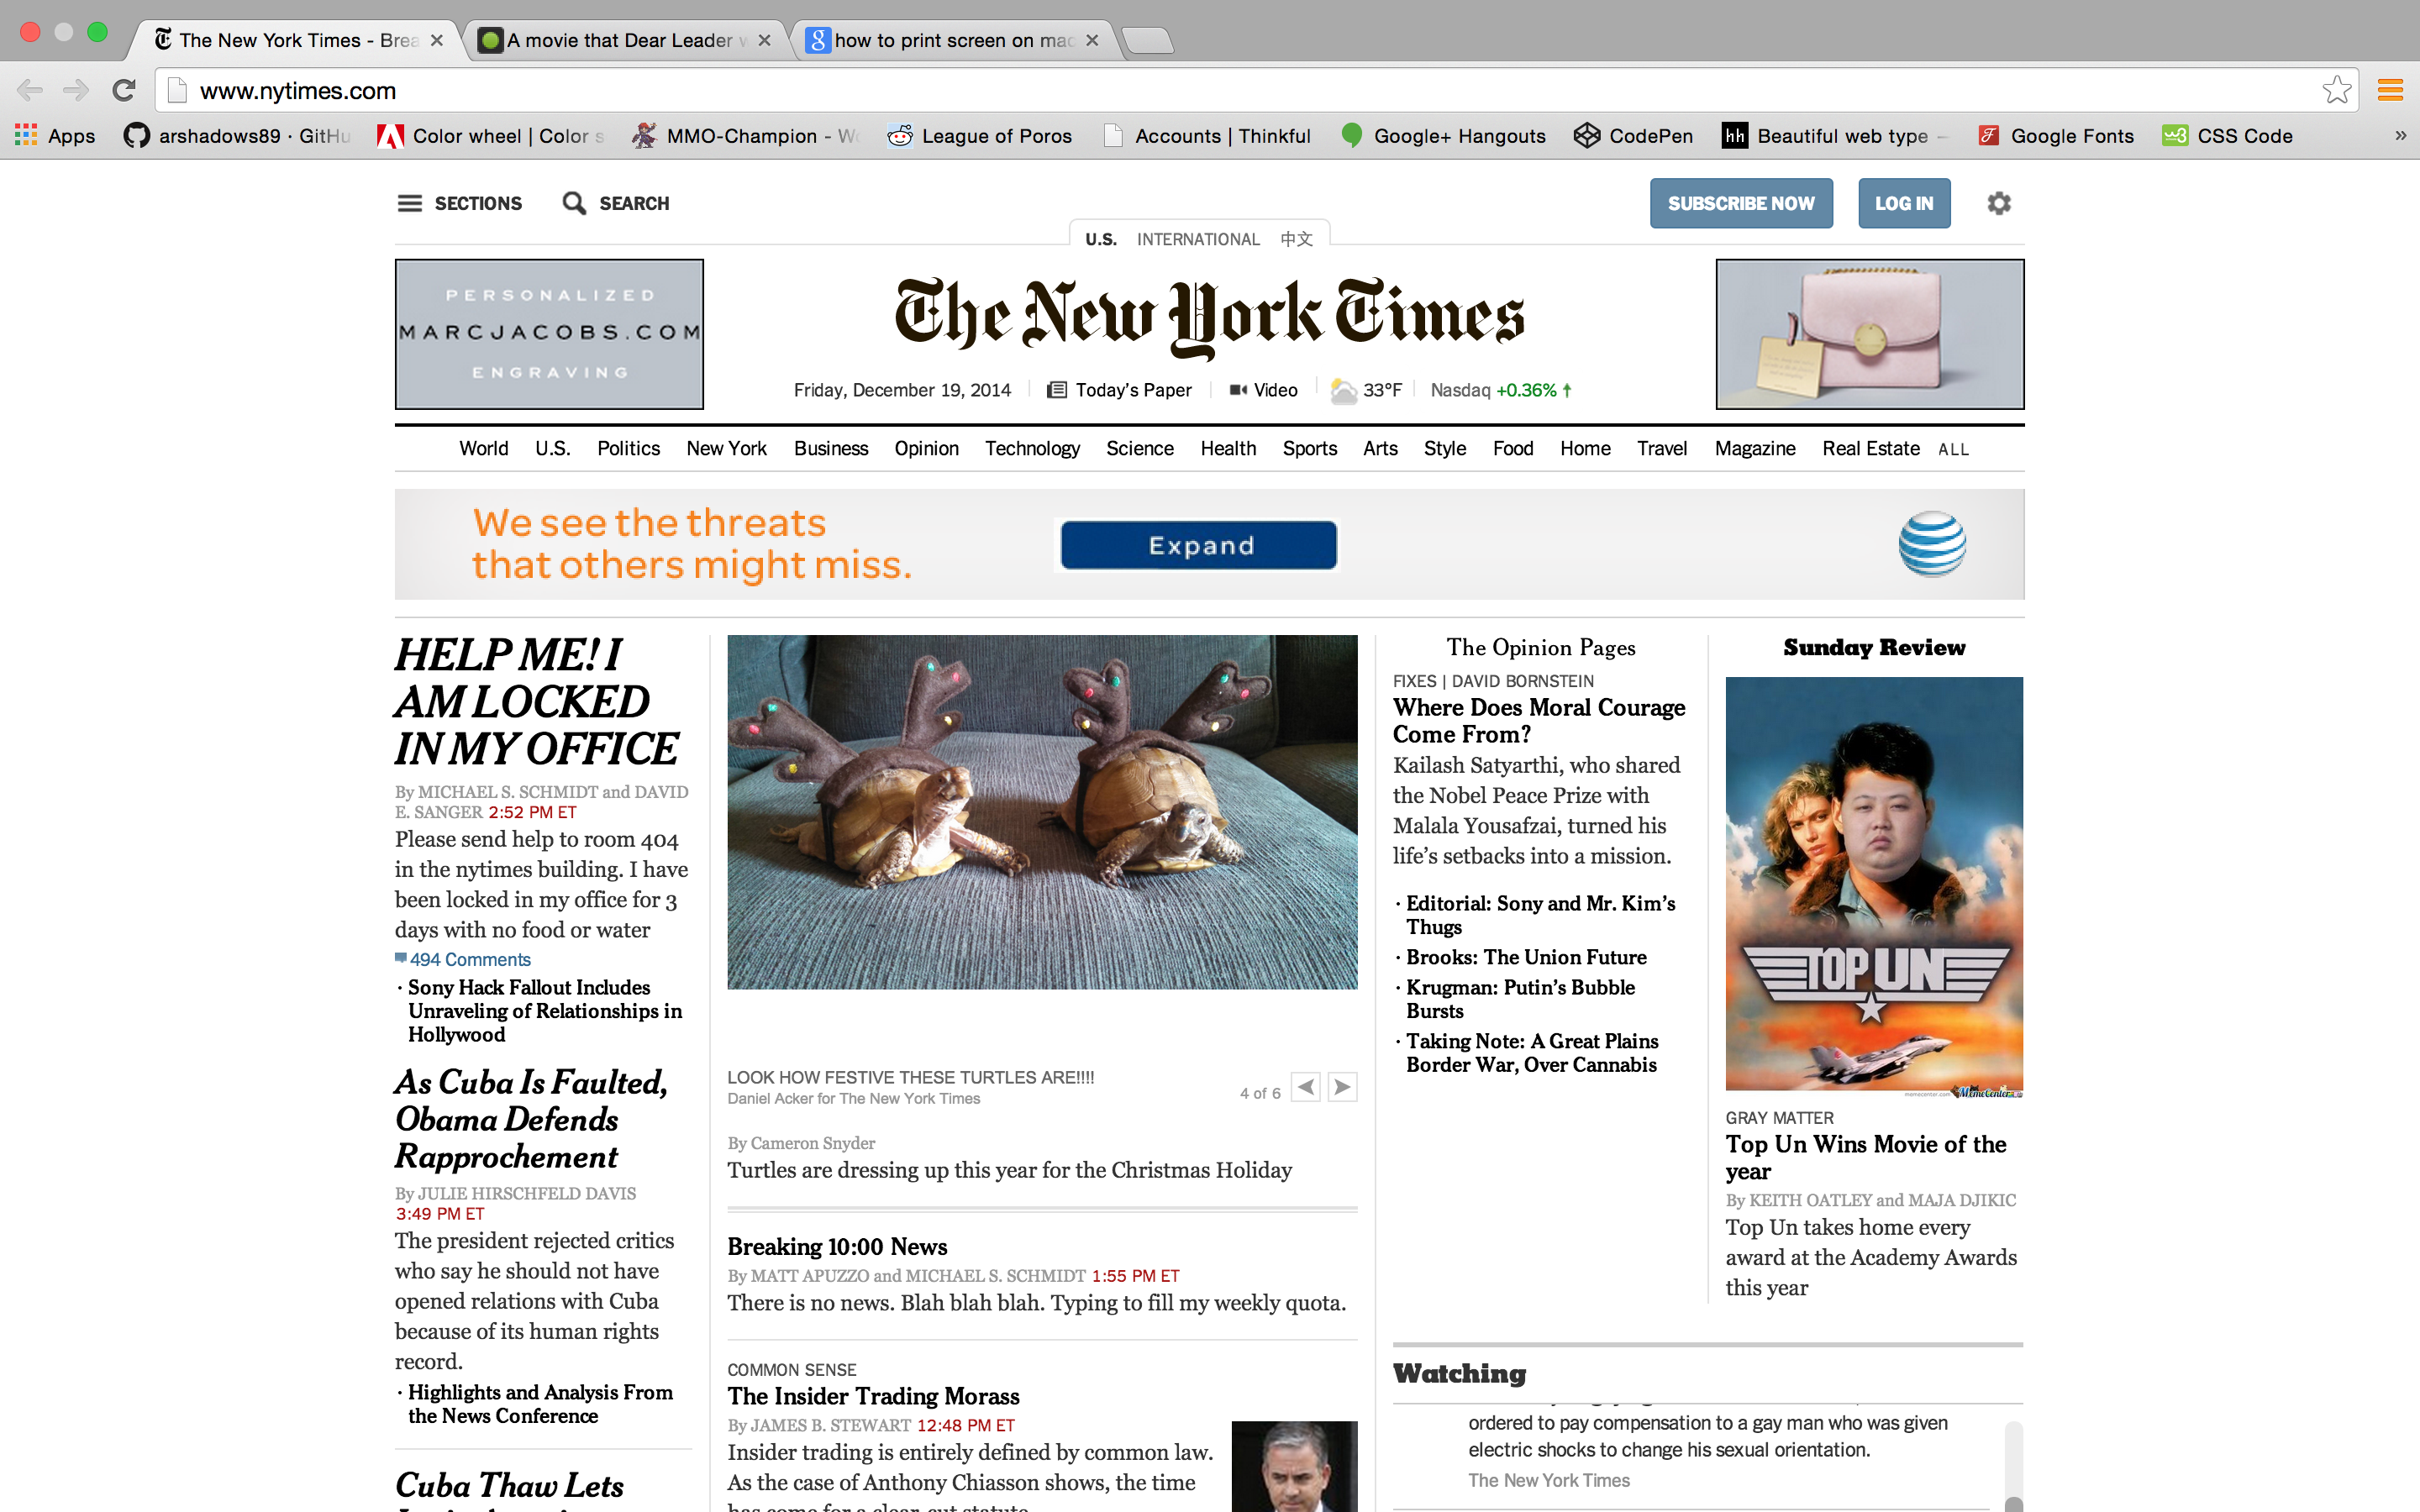 The New York Times - Brea
A movie that Dear Leader w
how to print screen on mac
www.nytimes.com
Apps
arshadows89 · GitHu
Color wheel | Color s
MMO-Champion - Wo
League of Poros
Accounts | Thinkful
Google+ Hangouts
CodePen
Beautiful web type —
Google Fonts
CSS Code
»
SECTIONS
SEARCH
SUBSCRIBE NOW
LOG IN
U.S. INTERNATIONAL 中文
PERSONALIZED
MARCJACOBS.COM
ENGRAVING
The New York Times
Friday, December 19, 2014
Today's Paper
Video
33°F
Nasdaq +0.36%
World U.S. Politics New York Business Opinion Technology Science Health Sports Arts Style Food Home Travel Magazine Real Estate ALL
We see the threats
that others might miss.
Expand
HELP ME! I
AM LOCKED
IN MY OFFICE
By MICHAEL S. SCHMIDT and DAVID
E. SANGER 2:52 PM ET
Please send help to room 404
in the nytimes building. I have
been locked in my office for 3
days with no food or water
494 Comments
· Sony Hack Fallout Includes
Unraveling of Relationships in
Hollywood
As Cuba Is Faulted,
Obama Defends
Rapprochement
By JULIE HIRSCHFELD DAVIS
3:49 PM ET
The president rejected critics
who say he should not have
opened relations with Cuba
because of its human rights
record.
· Highlights and Analysis From
the News Conference
Cuba Thaw Lets
LOOK HOW FESTIVE THESE TURTLES ARE!!!!
Daniel Acker for The New York Times
4 of 6
By Cameron Snyder
Turtles are dressing up this year for the Christmas Holiday
Breaking 10:00 News
By MATT APUZZO and MICHAEL S. SCHMIDT 1:55 PM ET
There is no news. Blah blah blah. Typing to fill my weekly quota.
COMMON SENSE
The Insider Trading Morass
By JAMES B. STEWART 12:48 PM ET
Insider trading is entirely defined by common law.
As the case of Anthony Chiasson shows, the time
has come for a clear-cut statute.
The Opinion Pages
FIXES | DAVID BORNSTEIN
Where Does Moral Courage
Come From?
Kailash Satyarthi, who shared
the Nobel Peace Prize with
Malala Yousafzai, turned his
life's setbacks into a mission.
· Editorial: Sony and Mr. Kim's
Thugs
· Brooks: The Union Future
· Krugman: Putin's Bubble
Bursts
· Taking Note: A Great Plains
Border War, Over Cannabis
Sunday Review
TOP UN
memecenter.com MemeCenter
GRAY MATTER
Top Un Wins Movie of the
year
By KEITH OATLEY and MAJA DJIKIC
Top Un takes home every
award at the Academy Awards
this year
Watching
ordered to pay compensation to a gay man who was given
electric shocks to change his sexual orientation.
The New York Times